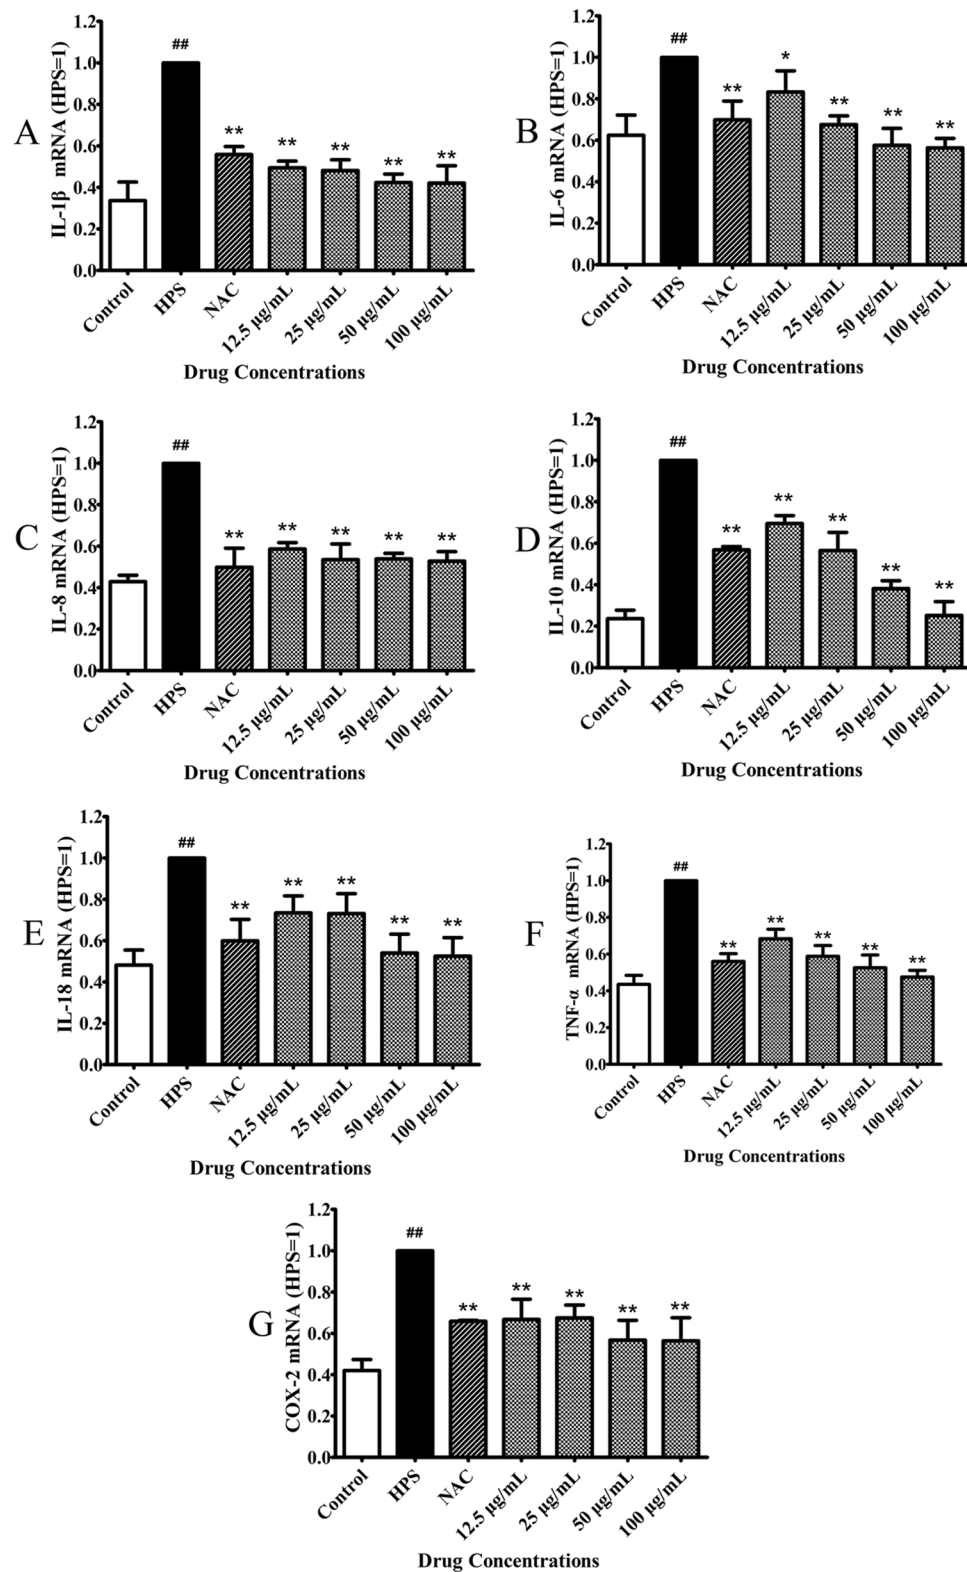 A
IL-1β mRNA (HPS=1)
1.2
1.0
0.8
0.6
0.4
0.2
0.0
##
**
**
**
**
**
Control
HPS
NAC
12.5 µg/mL
25 µg/mL
50 µg/mL
100 µg/mL
Drug Concentrations
B
IL-6 mRNA (HPS=1)
1.2
1.0
0.8
0.6
0.4
0.2
0.0
##
**
*
**
**
**
Control
HPS
NAC
12.5 µg/mL
25 µg/mL
50 µg/mL
100 µg/mL
Drug Concentrations
C
IL-8 mRNA (HPS=1)
1.2
1.0
0.8
0.6
0.4
0.2
0.0
##
**
**
**
**
**
Control
HPS
NAC
12.5 µg/mL
25 µg/mL
50 µg/mL
100 µg/mL
Drug Concentrations
D
IL-10 mRNA (HPS=1)
1.2
1.0
0.8
0.6
0.4
0.2
0.0
##
**
**
**
**
**
Control
HPS
NAC
12.5 µg/mL
25 µg/mL
50 µg/mL
100 µg/mL
Drug Concentrations
E
IL-18 mRNA (HPS=1)
1.2
1.0
0.8
0.6
0.4
0.2
0.0
##
**
**
**
**
**
Control
HPS
NAC
12.5 µg/mL
25 µg/mL
50 µg/mL
100 µg/mL
Drug Concentrations
F
TNF-α mRNA (HPS=1)
1.2
1.0
0.8
0.6
0.4
0.2
0.0
##
**
**
**
**
**
Control
HPS
NAC
12.5 µg/mL
25 µg/mL
50 µg/mL
100 µg/mL
Drug Concentrations
G
COX-2 mRNA (HPS=1)
1.2
1.0
0.8
0.6
0.4
0.2
0.0
##
**
**
**
**
**
Control
HPS
NAC
12.5 µg/mL
25 µg/mL
50 µg/mL
100 µg/mL
Drug Concentrations